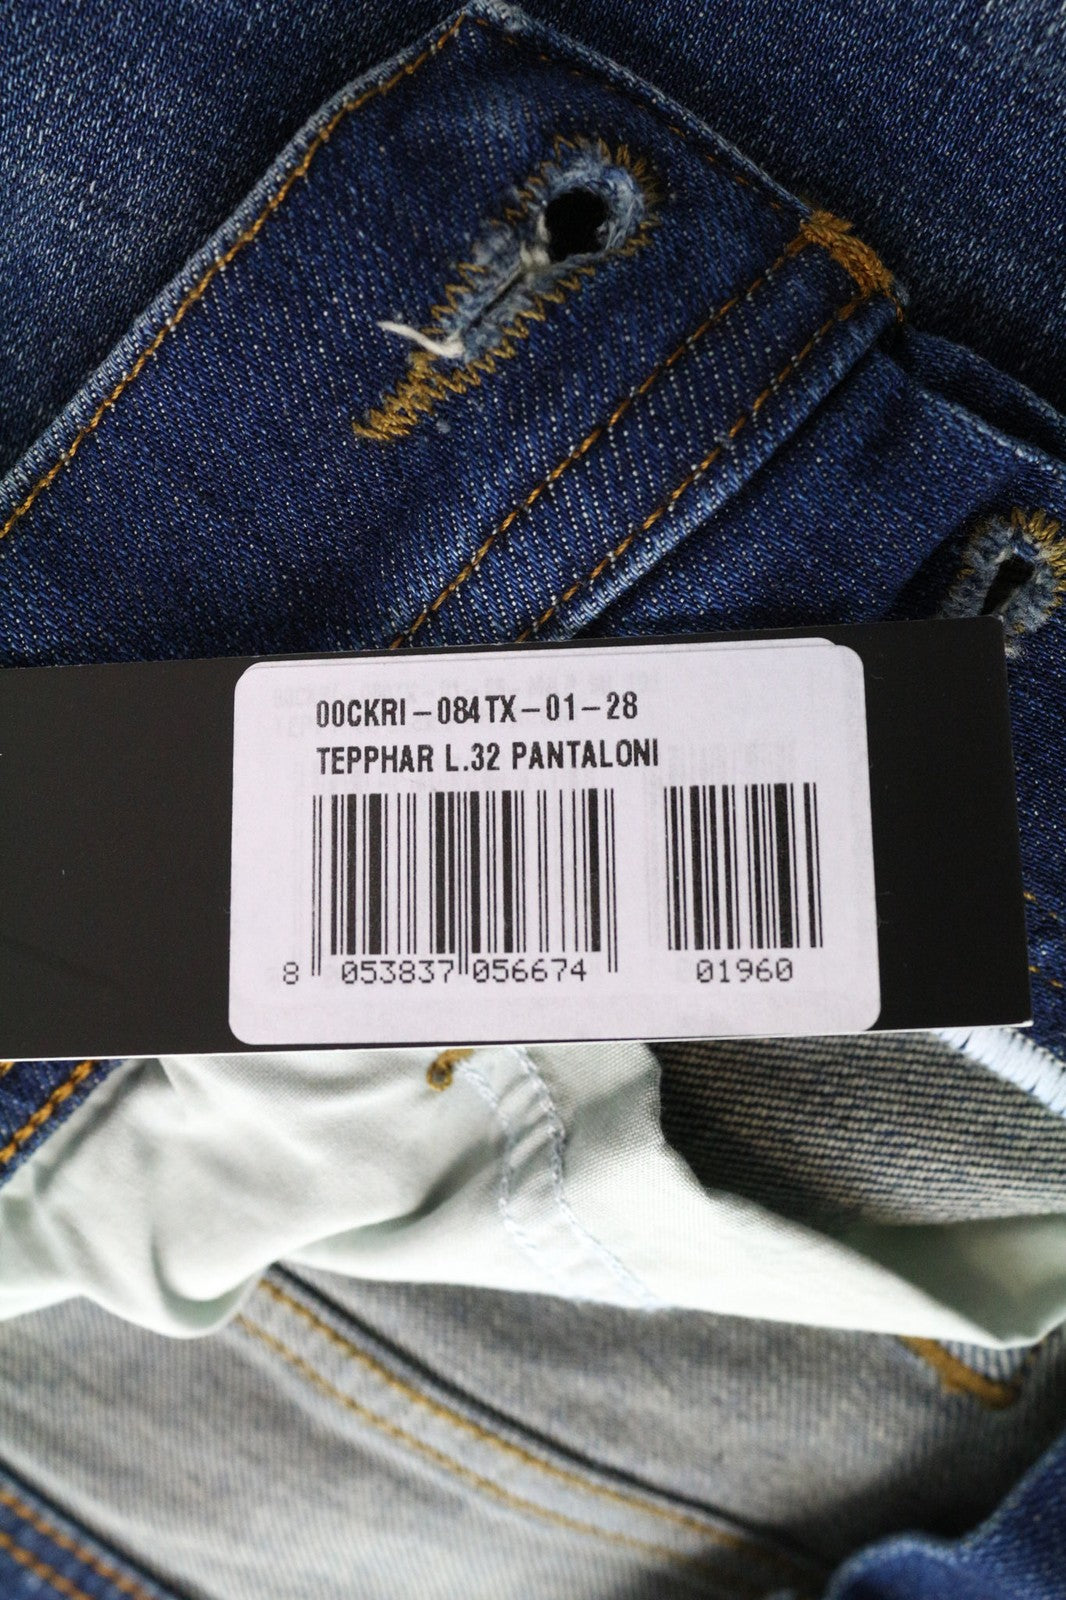 00CKRI-084TX-01-28
TEPPHAR L.32 PANTALONI
8 053837 056674 01960